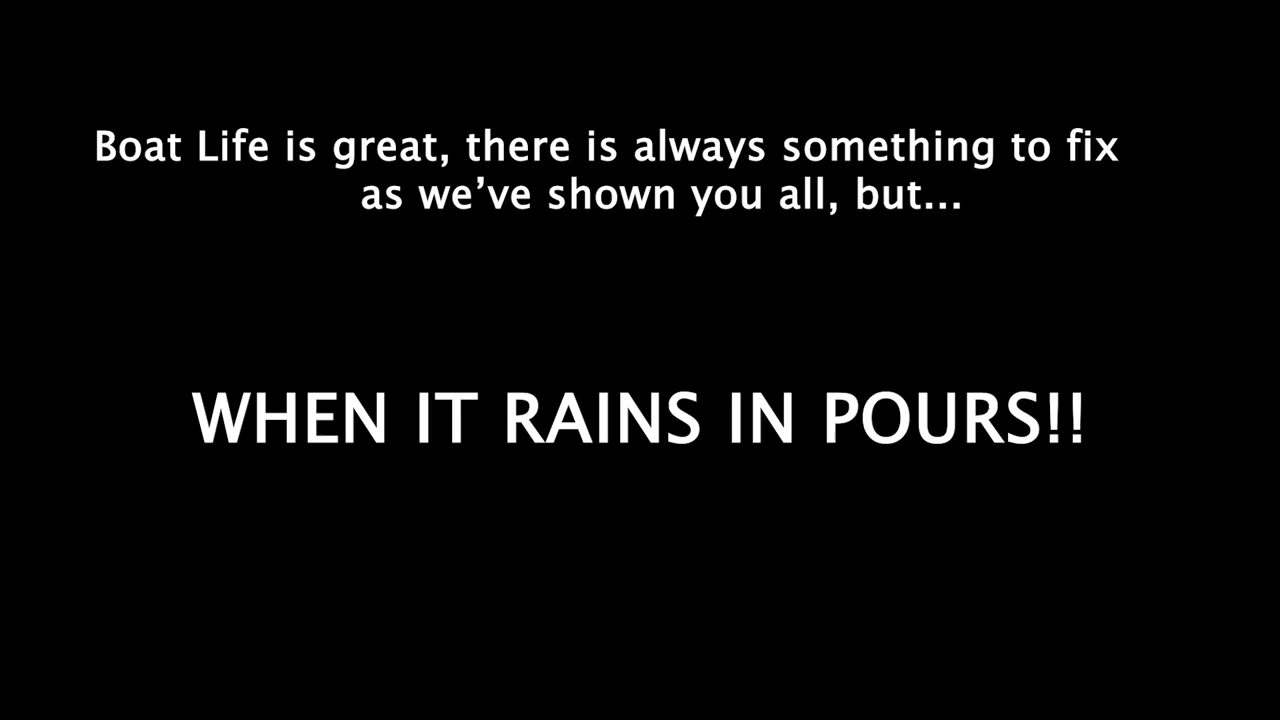 Boat Life is great, there is always something to fix
as we’ve shown you all, but...
WHEN IT RAINS IN POURS!!